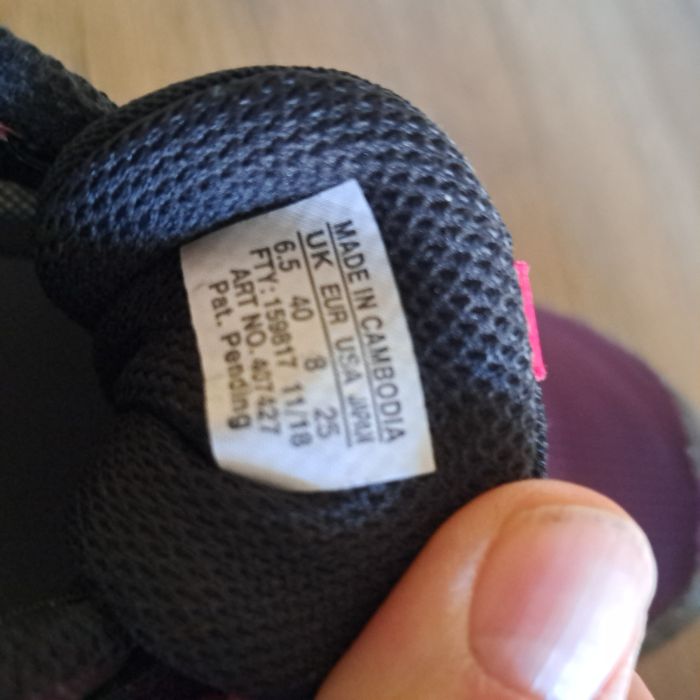 MADE IN CAMBODIA
UK EUR USA JAPAN
6.5 40 8 25
FTY: 159817 11/18
ART NO. 407427
Pat. Pending